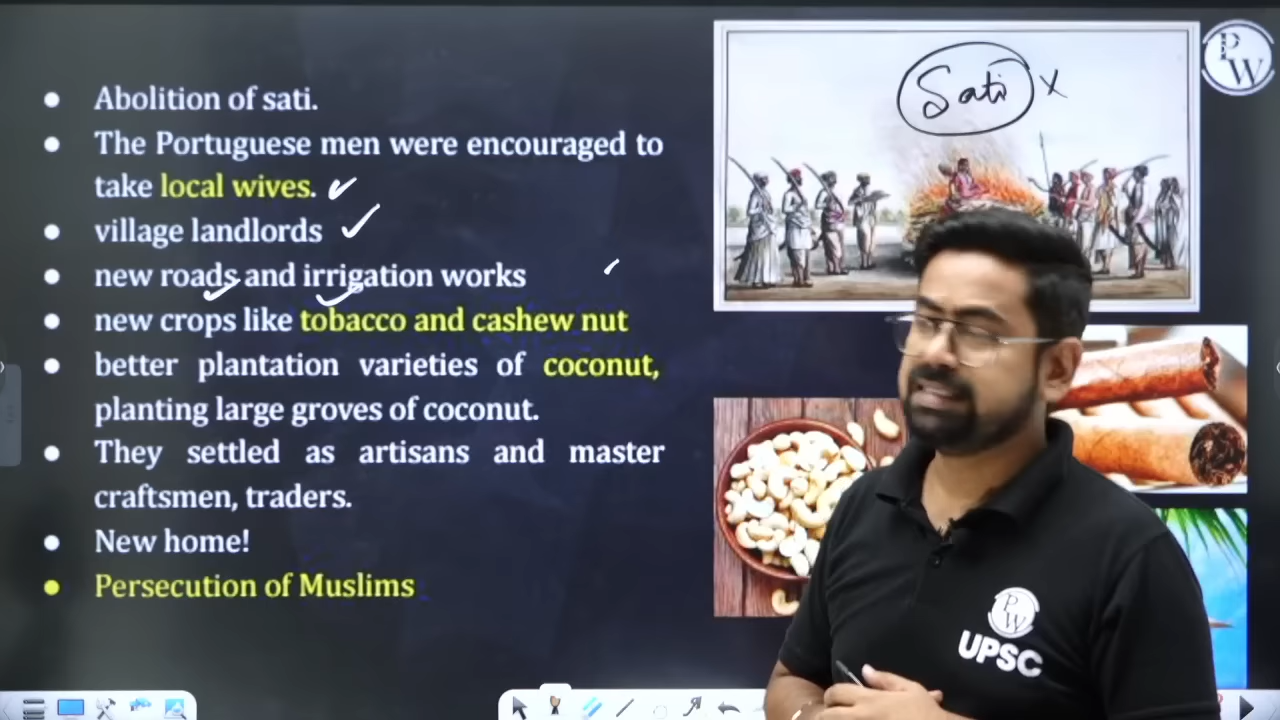 Abolition of sati.
The Portuguese men were encouraged to
take local wives.
village landlords
new roads and irrigation works
new crops like tobacco and cashew nut
better plantation varieties of coconut,
planting large groves of coconut.
They settled as artisans and master
craftsmen, traders.
New home!
Persecution of Muslims
Sati x
P
W
P
W
UPSC